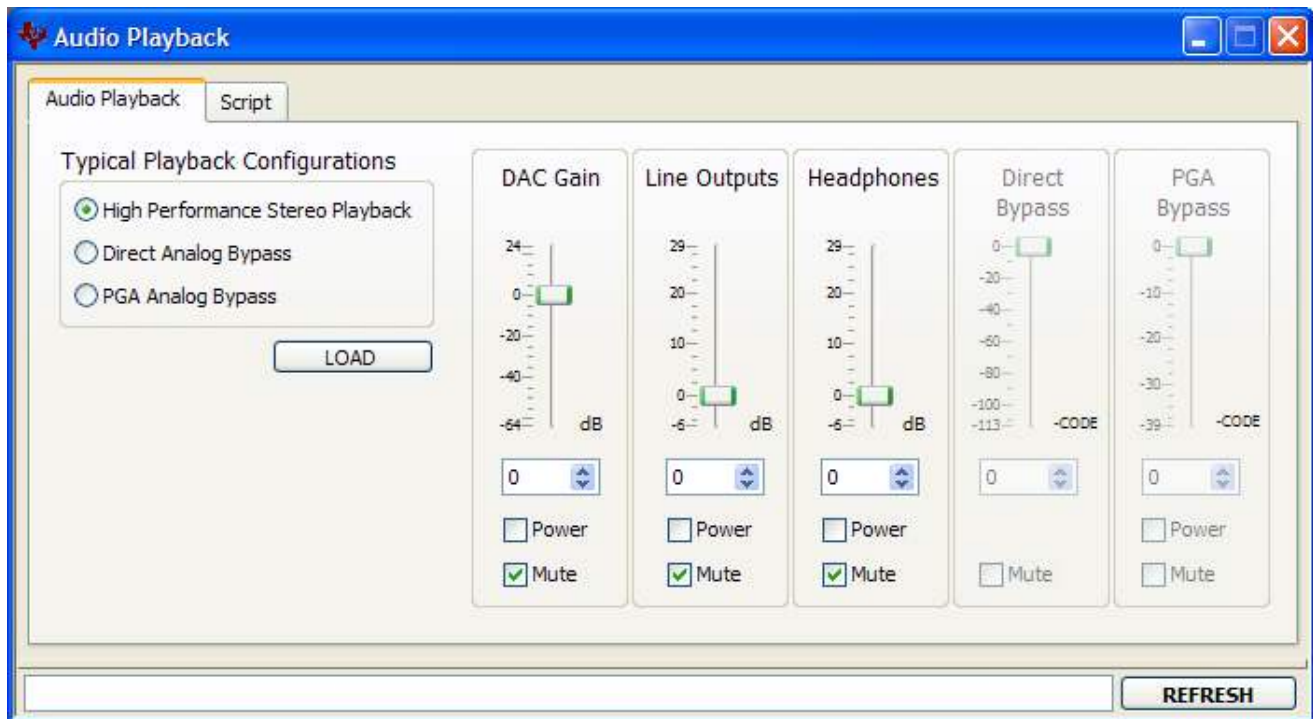 Audio Playback
Audio Playback
Script
Typical Playback Configurations
High Performance Stereo Playback
Direct Analog Bypass
PGA Analog Bypass
LOAD
DAC Gain
24
0
-20
-40
-64
dB
0
Power
Mute
Line Outputs
29
20
10
0
-6
dB
0
Power
Mute
Headphones
29
20
10
0
-6
dB
0
Power
Mute
Direct
Bypass
0
-20
-40
-60
-80
-100
-113
-CODE
0
Mute
PGA
Bypass
0
-10
-20
-30
-39
-CODE
0
Power
Mute
REFRESH